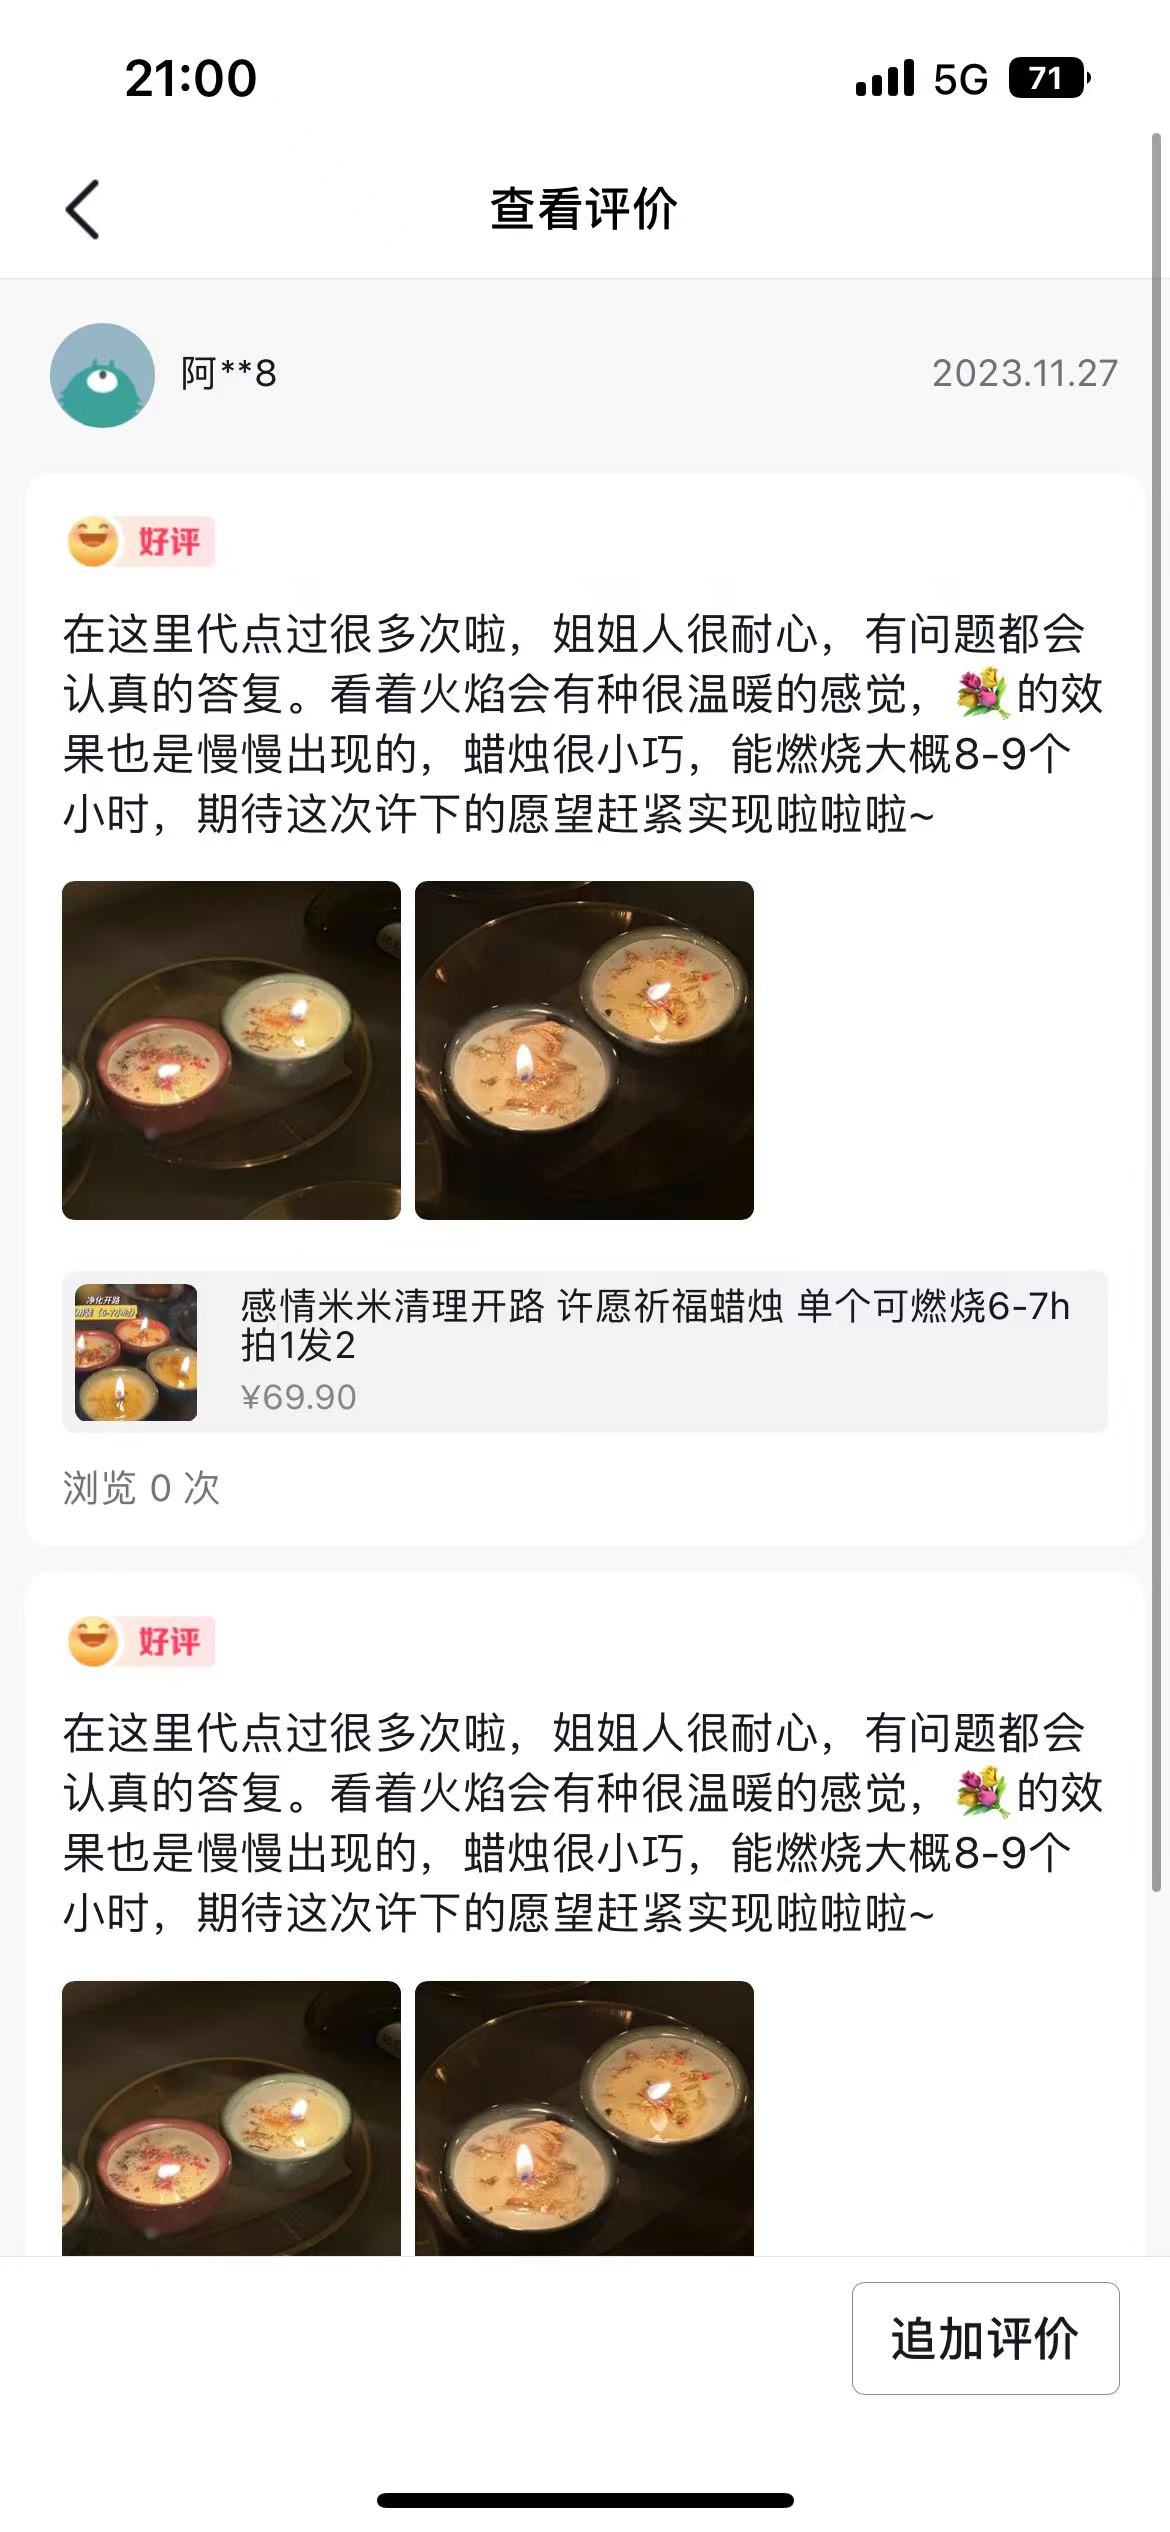 21:00
5G
71
查看评价
阿**8
2023.11.27
好评
在这里代点过很多次啦，姐姐人很耐心，有问题都会
认真的答复。看着火焰会有种很温暖的感觉，💐的效
果也是慢慢出现的，蜡烛很小巧，能燃烧大概8-9个
小时，期待这次许下的愿望赶紧实现啦啦啦~
净化开路
感情米米清理开路 许愿祈福蜡烛 单个可燃烧6-7h
拍1发2
¥69.90
浏览 0 次
好评
在这里代点过很多次啦，姐姐人很耐心，有问题都会
认真的答复。看着火焰会有种很温暖的感觉，💐的效
果也是慢慢出现的，蜡烛很小巧，能燃烧大概8-9个
小时，期待这次许下的愿望赶紧实现啦啦啦~
追加评价